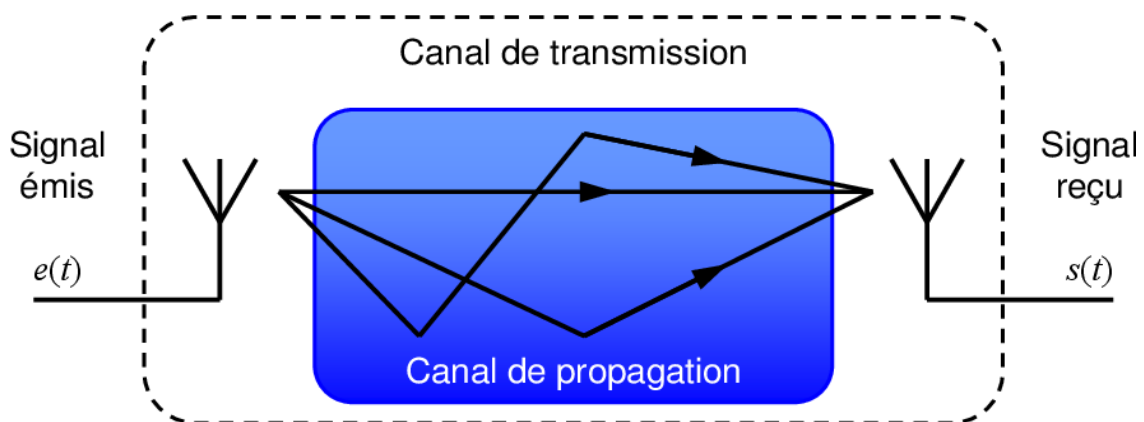 Canal de transmission
Signal
émis
Signal
reçu
e(t)
s(t)
Canal de propagation